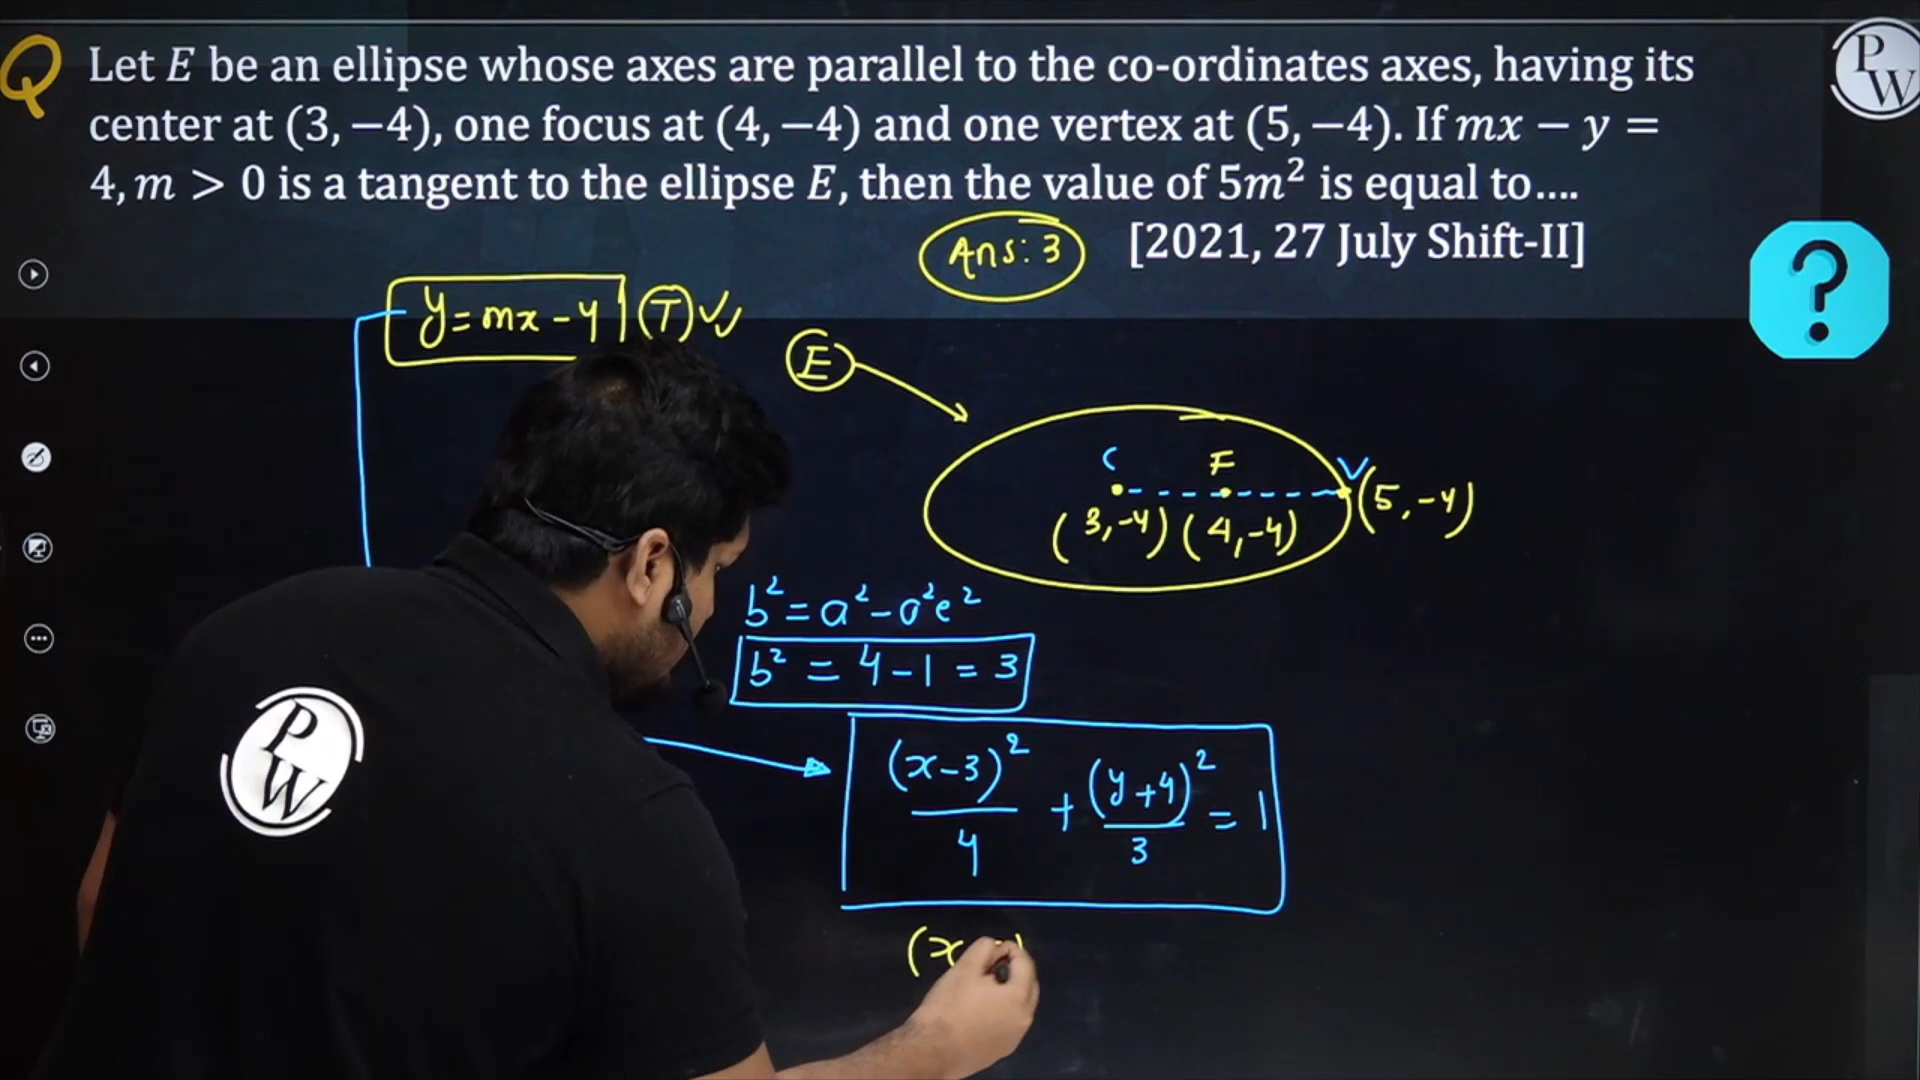 Q Let E be an ellipse whose axes are parallel to the co-ordinates axes, having its
center at (3, −4), one focus at (4, −4) and one vertex at (5, −4). If mx − y =
4, m > 0 is a tangent to the ellipse E, then the value of 5m² is equal to....
Ans: 3 [2021, 27 July Shift-II]
PW
?
y = mx - 4 (T)
E
C F V
(3,-4) (4,-4) (5,-4)
b² = a² - a²e²
b² = 4 - 1 = 3
(x-3)²/4 + (y+4)²/3 = 1
(x
PW